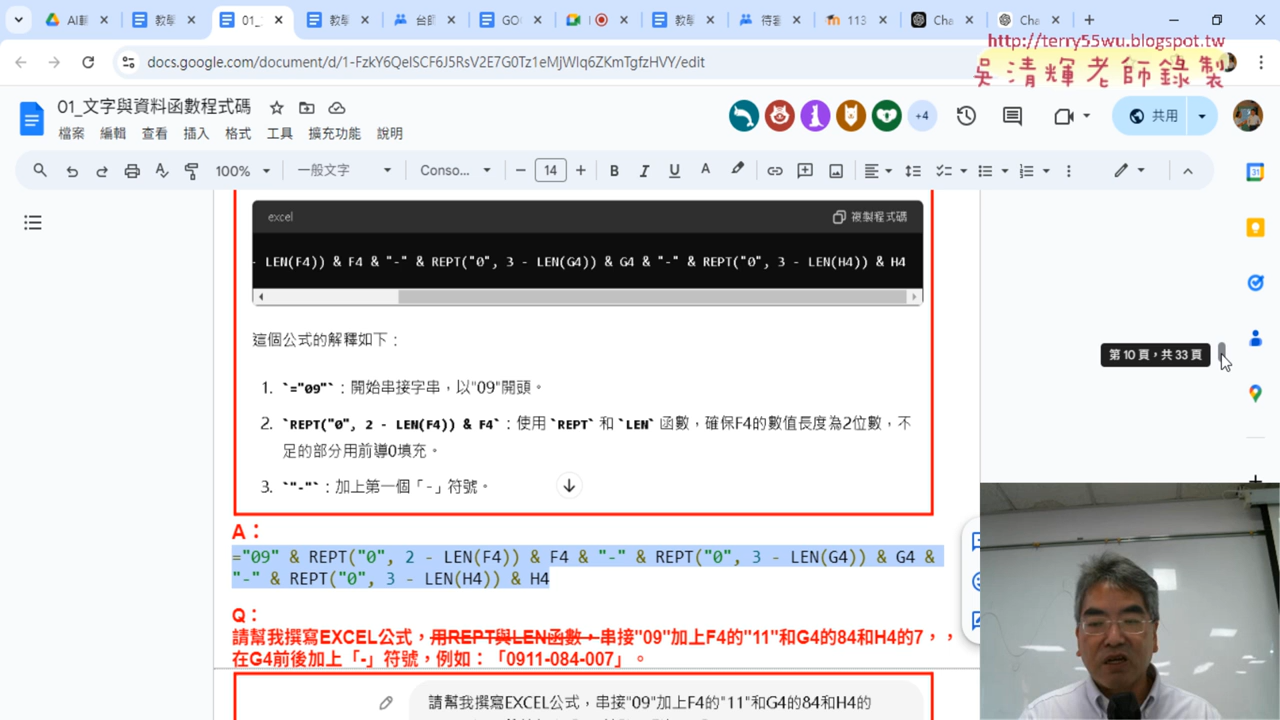 AI翻
教學
01_
教學
台師
GO
教學
待審
113
Cha
Cha
docs.google.com/document/d/1-FzkY6QelSCF6J5RsV2E7G0Tz1eMjWIq6ZKmTgfzHVY/edit
http://terry55wu.blogspot.tw
吳清輝老師錄製
01_文字與資料函數程式碼
檔案 編輯 查看 插入 格式 工具 擴充功能 說明
+4
共用
100% 一般文字 Conso... 14 B I U A
excel 複製程式碼
- LEN(F4)) & F4 & "-" & REPT("0", 3 - LEN(G4)) & G4 & "-" & REPT("0", 3 - LEN(H4)) & H4
這個公式的解釋如下：
1. `="09"`：開始串接字串，以"09"開頭。
2. `REPT("0", 2 - LEN(F4)) & F4`：使用 `REPT` 和 `LEN` 函數，確保F4的數值長度為2位數，不
足的部分用前導0填充。
3. `"-"`：加上第一個「-」符號。
第 10 頁，共 33 頁
A：
="09" & REPT("0", 2 - LEN(F4)) & F4 & "-" & REPT("0", 3 - LEN(G4)) & G4 &
"-" & REPT("0", 3 - LEN(H4)) & H4
Q：
請幫我撰寫EXCEL公式，用REPT與LEN函數，串接"09"加上F4的"11"和G4的84和H4的7，，
在G4前後加上「-」符號，例如：「0911-084-007」。
請幫我撰寫EXCEL公式，串接"09"加上F4的"11"和G4的84和H4的